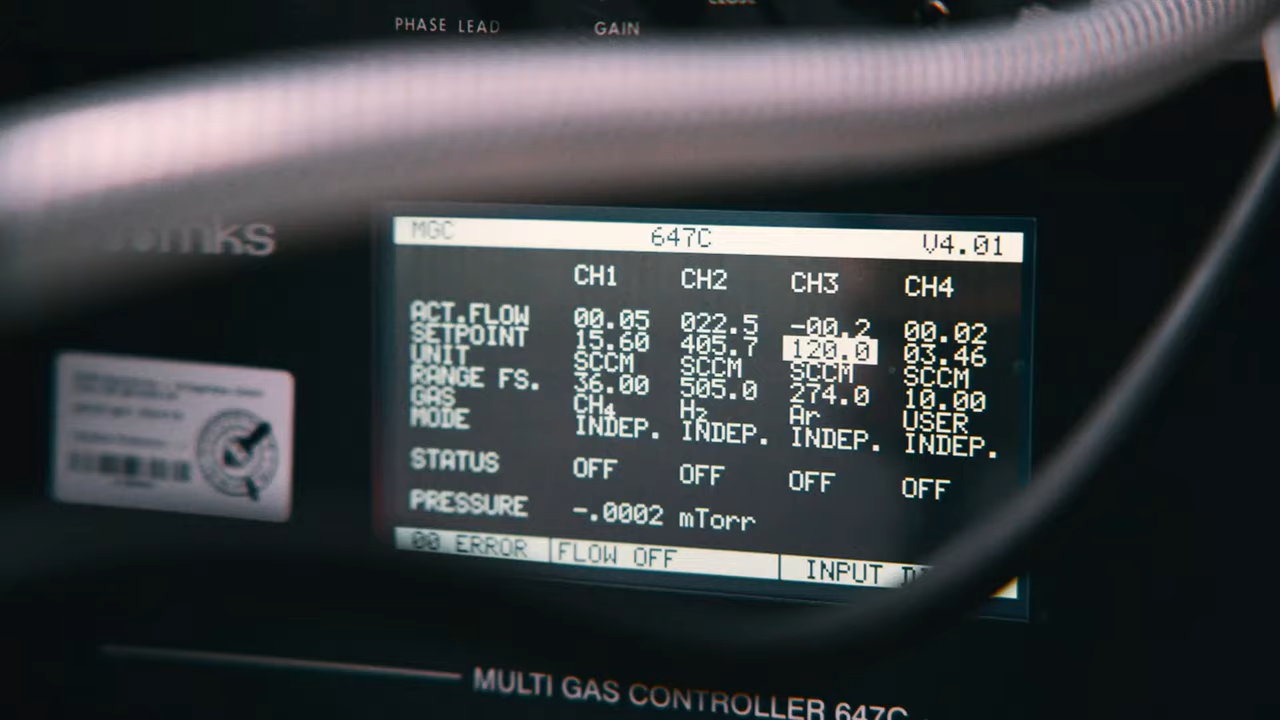 PHASE LEAD GAIN
mks
MGC 647C V4.01
CH1 CH2 CH3 CH4
ACT.FLOW 00.05 022.5 -00.2 00.02
SETPOINT 15.60 405.7 120.0 03.46
UNIT SCCM SCCM SCCM SCCM
RANGE FS. 36.00 505.0 274.0 10.00
GAS CH₄ H₂ Ar USER
MODE INDEP. INDEP. INDEP. INDEP.
STATUS OFF OFF OFF OFF
PRESSURE -.0002 mTorr
00 ERROR FLOW OFF INPUT
MULTI GAS CONTROLLER 647C